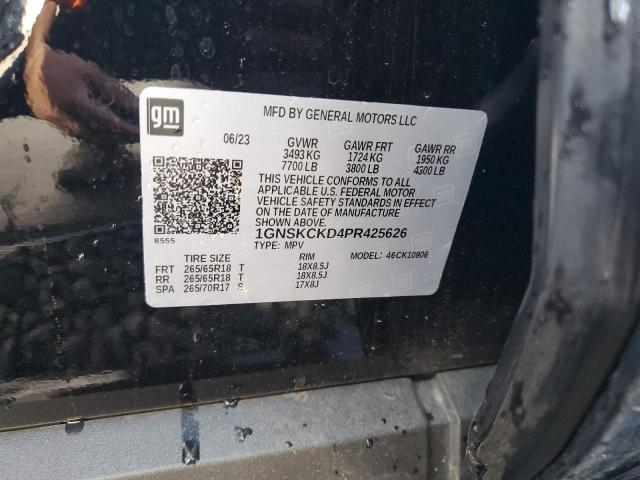 gm
MFD BY GENERAL MOTORS LLC
06/23 GVWR GAWR FRT GAWR RR
3493 KG 1724 KG 1950 KG
7700 LB 3800 LB 4300 LB
THIS VEHICLE CONFORMS TO ALL
APPLICABLE U.S. FEDERAL MOTOR
VEHICLE SAFETY STANDARDS IN EFFECT
ON THE DATE OF MANUFACTURE
SHOWN ABOVE.
8555 1GNSKCKD4PR425626
TYPE: MPV MODEL: 46CK10906
TIRE SIZE RIM
FRT 265/65R18 T 18X8.5J
RR 265/65R18 T 18X8.5J
SPA 265/70R17 S 17X8J